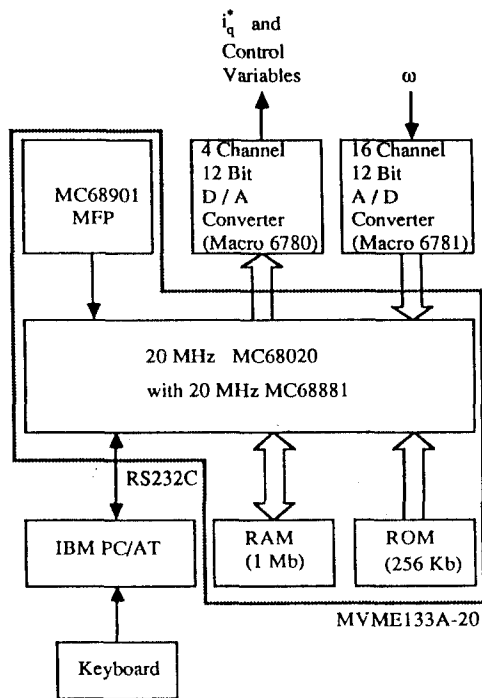 i*q and
Control
Variables
ω
4 Channel
12 Bit
D / A
Converter
(Macro 6780)
16 Channel
12 Bit
A / D
Converter
(Macro 6781)
MC68901
MFP
20 MHz MC68020
with 20 MHz MC68881
RS232C
IBM PC/AT
RAM
(1 Mb)
ROM
(256 Kb)
MVME133A-20
Keyboard